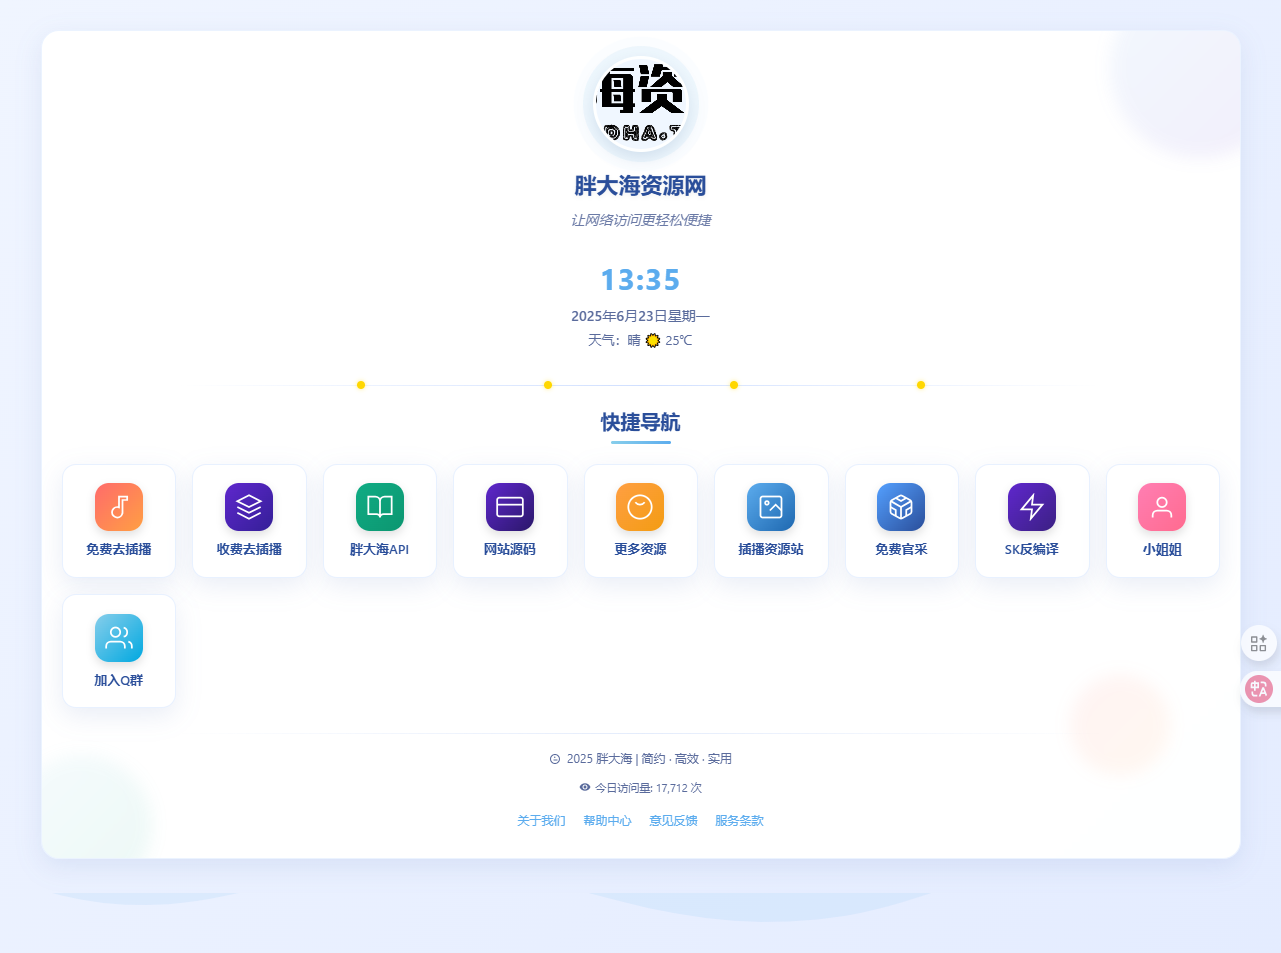 海资
DHA.T
胖大海资源网
让网络访问更轻松便捷
13:35
2025年6月23日星期一
天气：晴 25℃
快捷导航
免费去插播
收费去插播
胖大海API
网站源码
更多资源
插播资源站
免费官采
SK反编译
小姐姐
加入Q群
2025 胖大海 | 简约 · 高效 · 实用
今日访问量: 17,712 次
关于我们 帮助中心 意见反馈 服务条款
中A